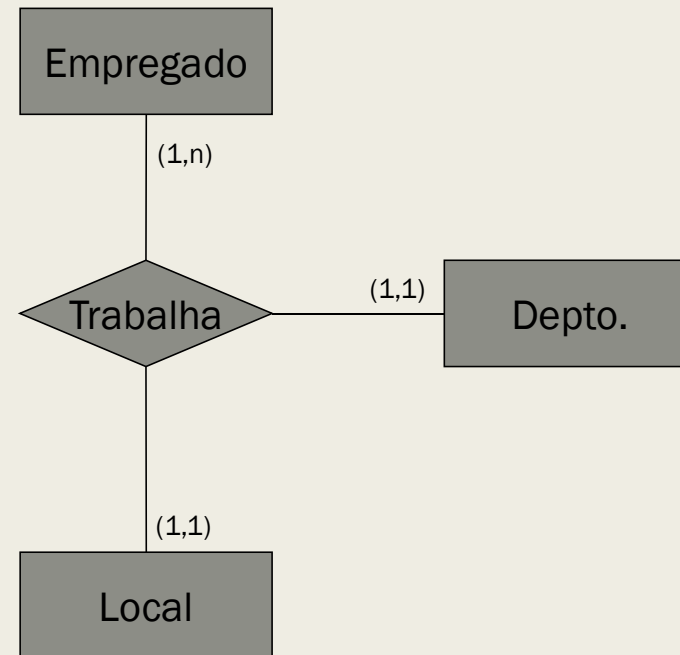 Empregado
(1,n)
Trabalha
(1,1)
Depto.
(1,1)
Local